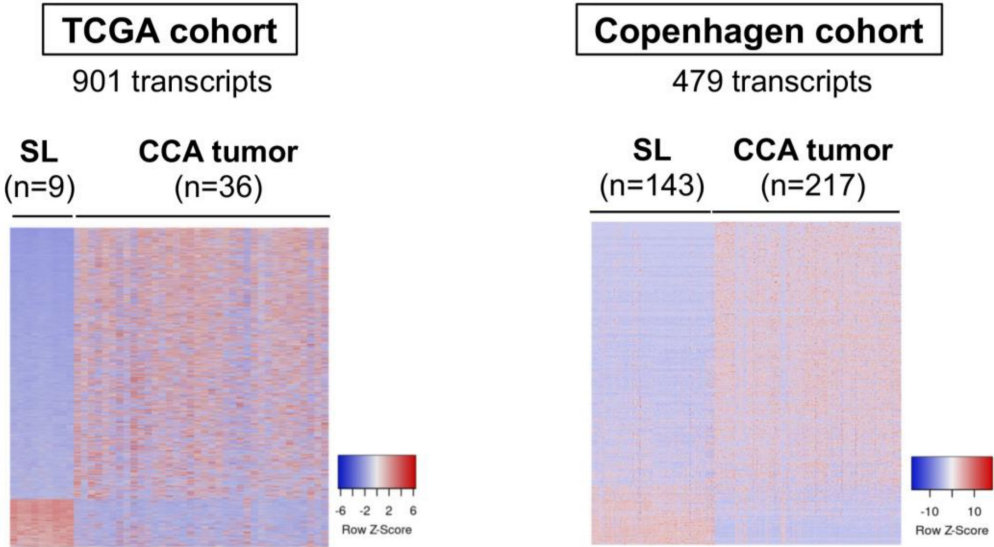 TCGA cohort
901 transcripts
SL
(n=9)
CCA tumor
(n=36)
-6 -2 2 6
Row Z-Score
Copenhagen cohort
479 transcripts
SL
(n=143)
CCA tumor
(n=217)
-10 10
Row Z-Score